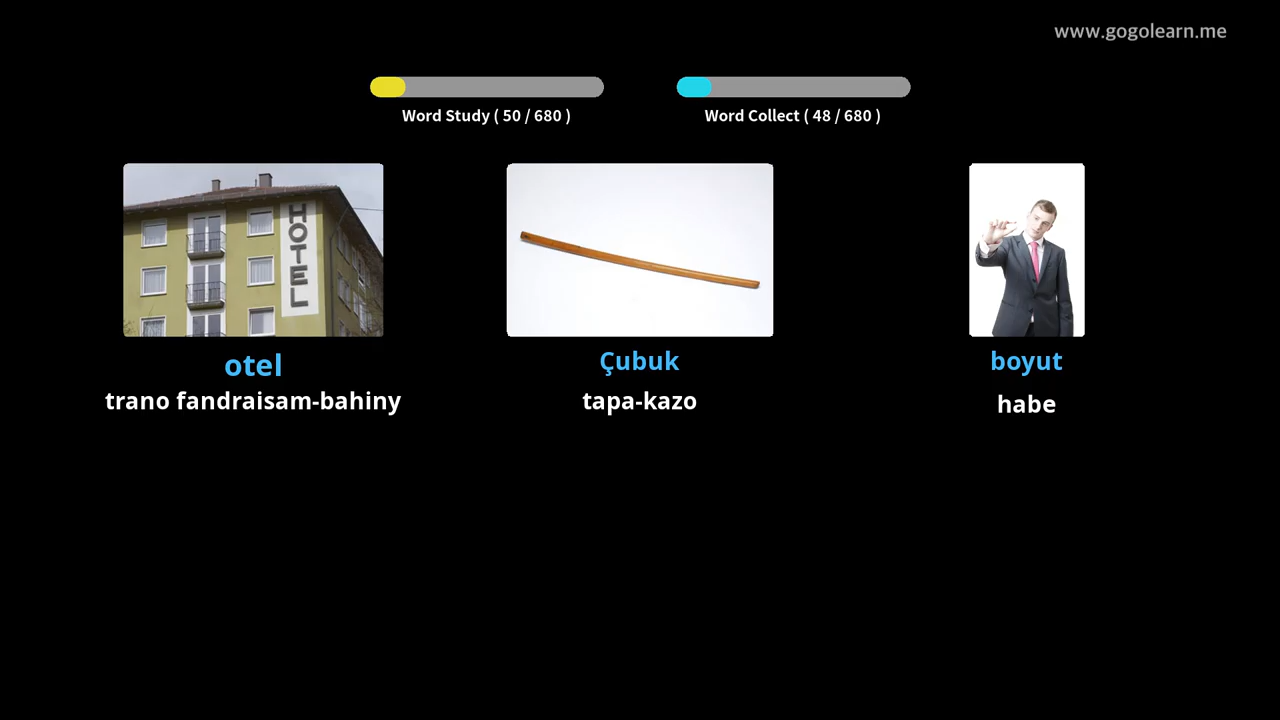 www.gogolearn.me
Word Study ( 50 / 680 )
Word Collect ( 48 / 680 )
HOTEL
otel
Çubuk
boyut
trano fandraisam-bahiny
tapa-kazo
habe